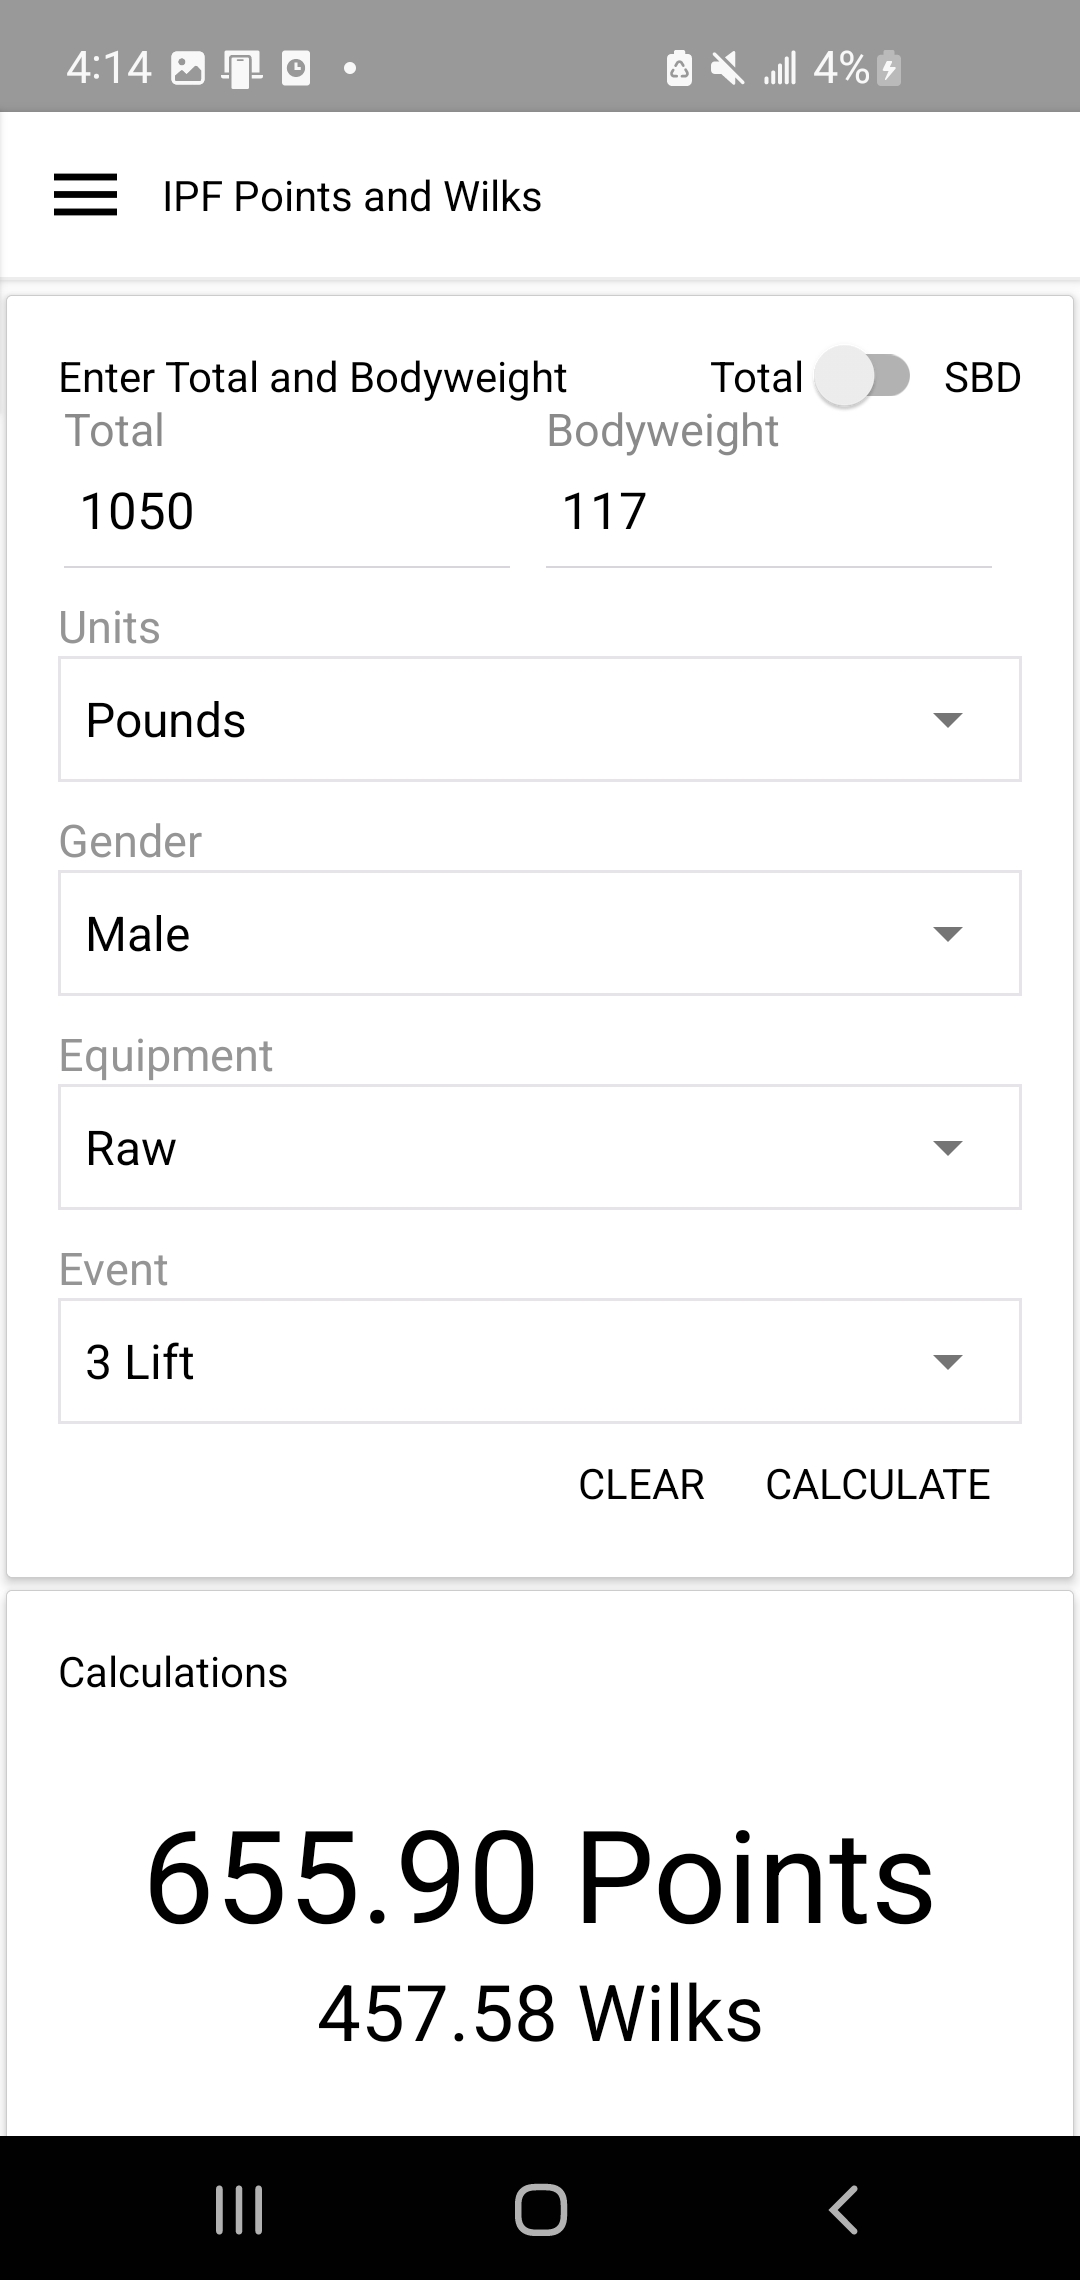 4:14
4%
IPF Points and Wilks
Enter Total and Bodyweight Total SBD
Total Bodyweight
1050 117
Units
Pounds
Gender
Male
Equipment
Raw
Event
3 Lift
CLEAR CALCULATE
Calculations
655.90 Points
457.58 Wilks